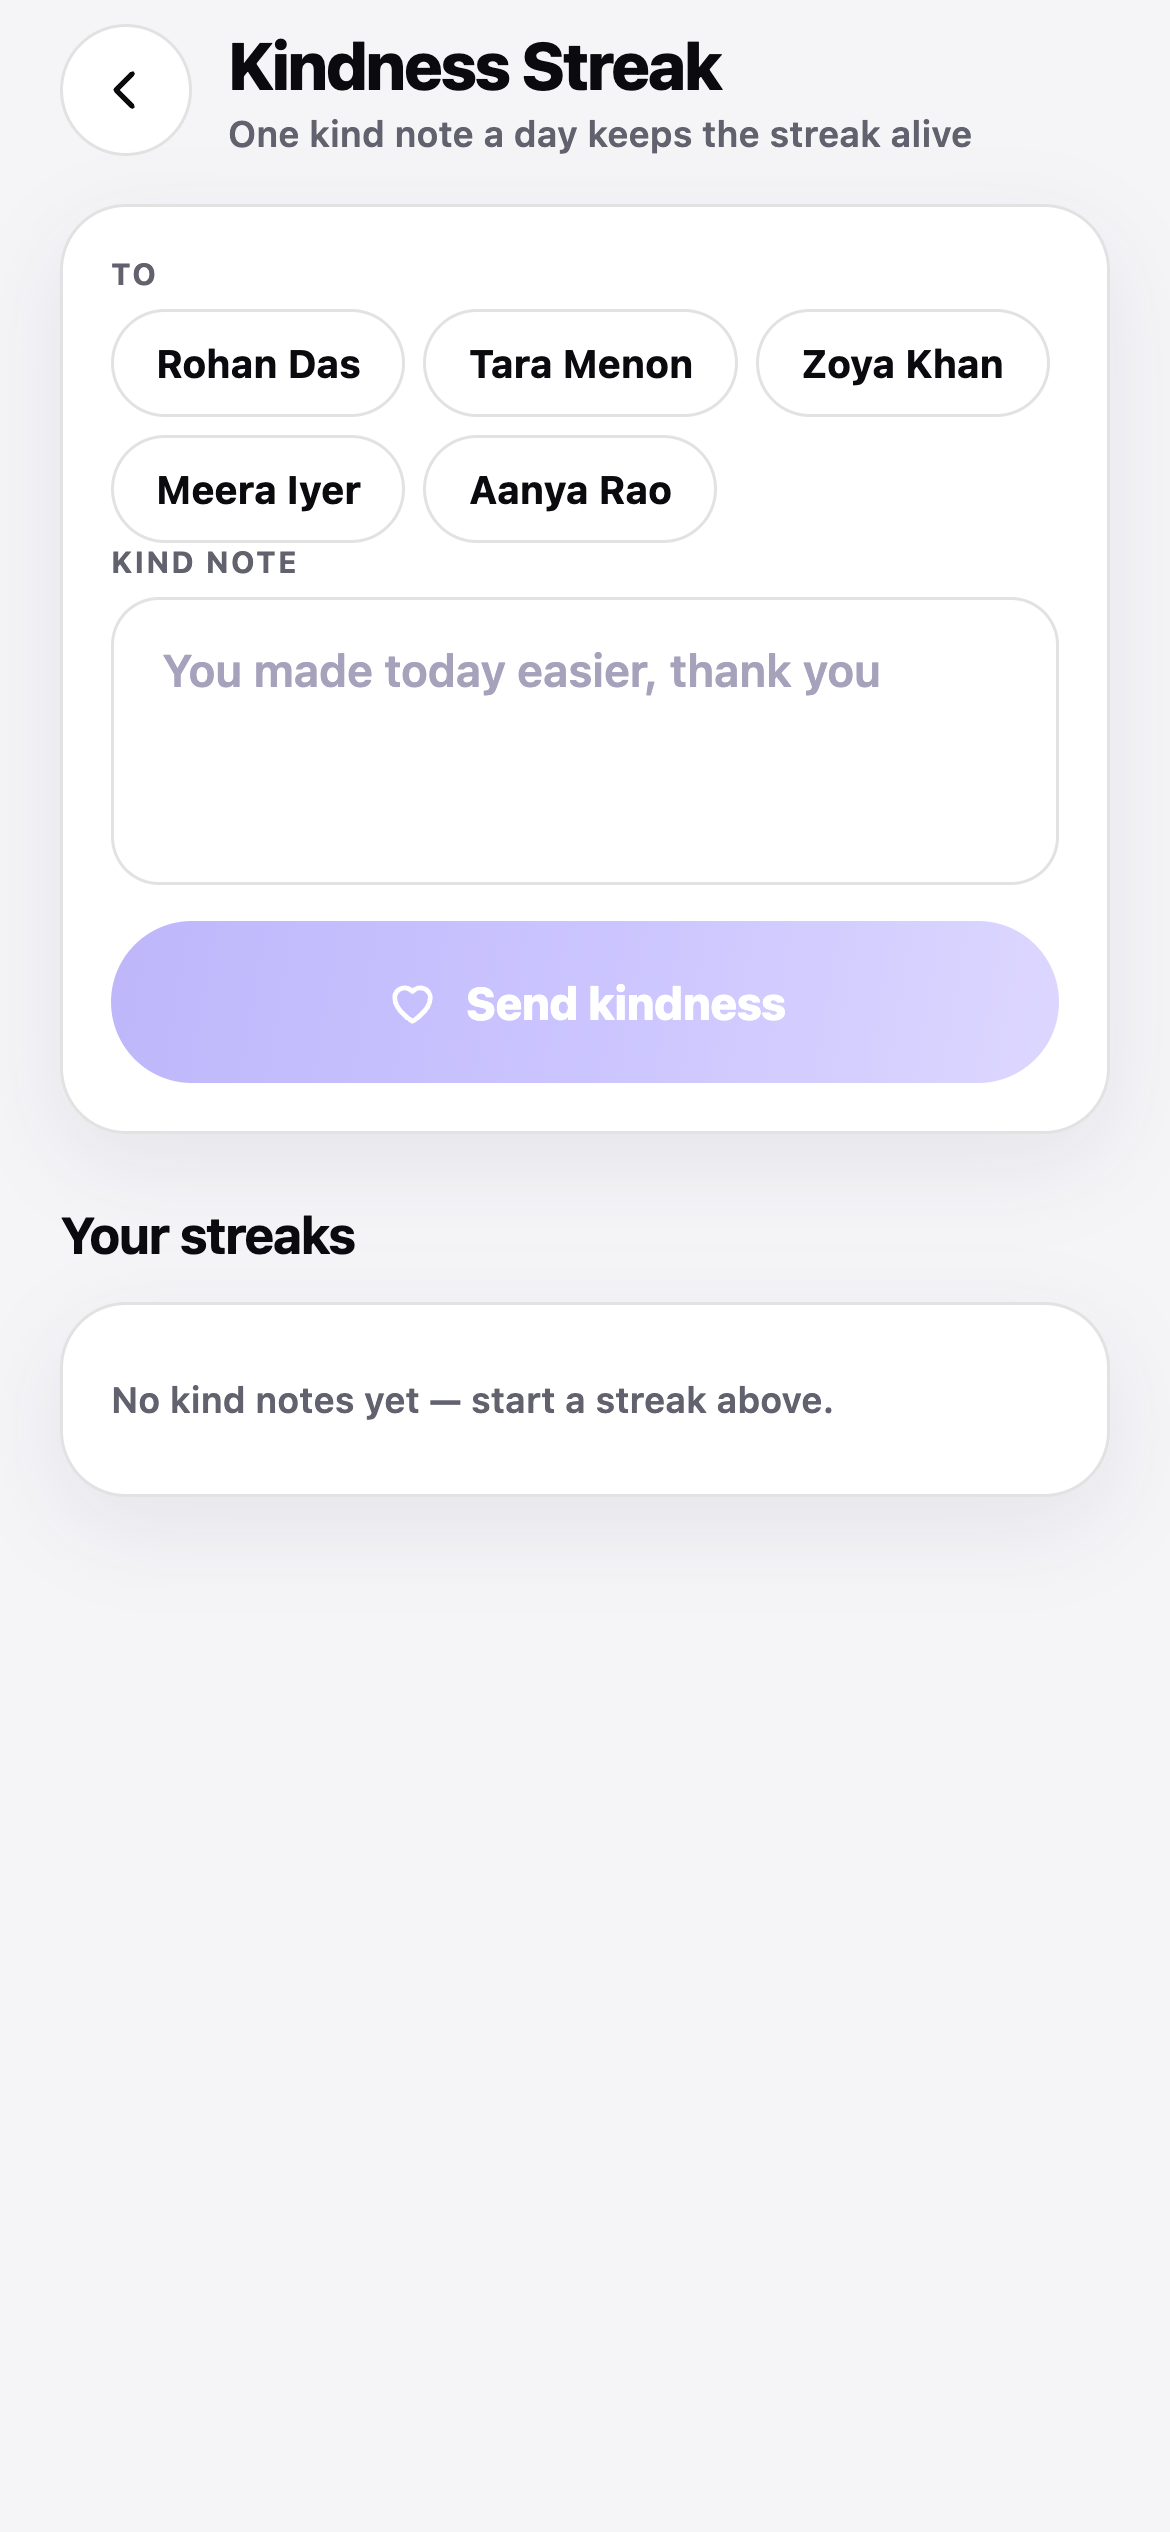 Kindness Streak
One kind note a day keeps the streak alive
TO
Rohan Das Tara Menon Zoya Khan
Meera Iyer Aanya Rao
KIND NOTE
You made today easier, thank you
Send kindness
Your streaks
No kind notes yet — start a streak above.